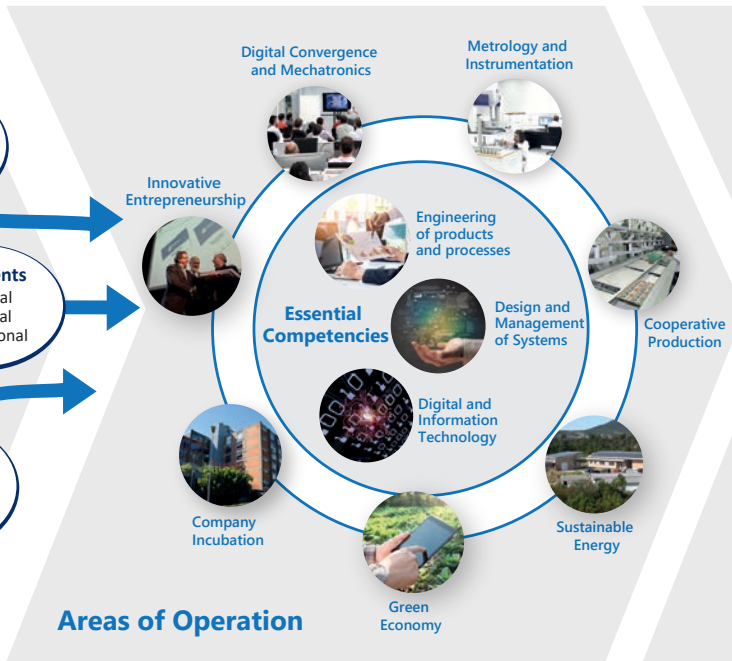 Digital Convergence
and Mechatronics
Metrology and
Instrumentation
Innovative
Entrepreneurship
Engineering
of products
and processes
Essential
Competencies
Design and
Management
of Systems
Cooperative
Production
Digital and
Information
Technology
Company
Incubation
Sustainable
Energy
Green
Economy
Areas of Operation